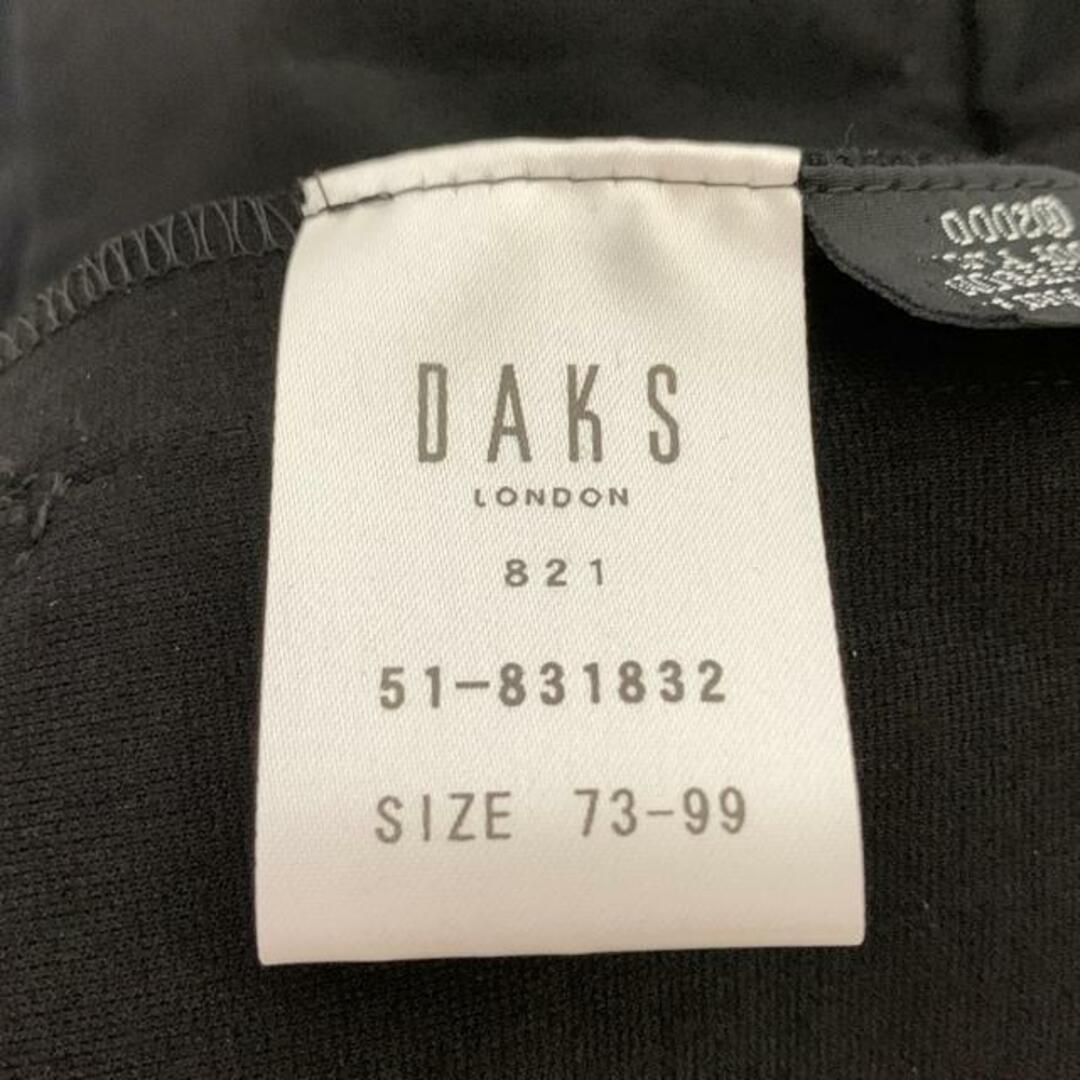 DAKS
LONDON
821
51-831832
SIZE 73-99